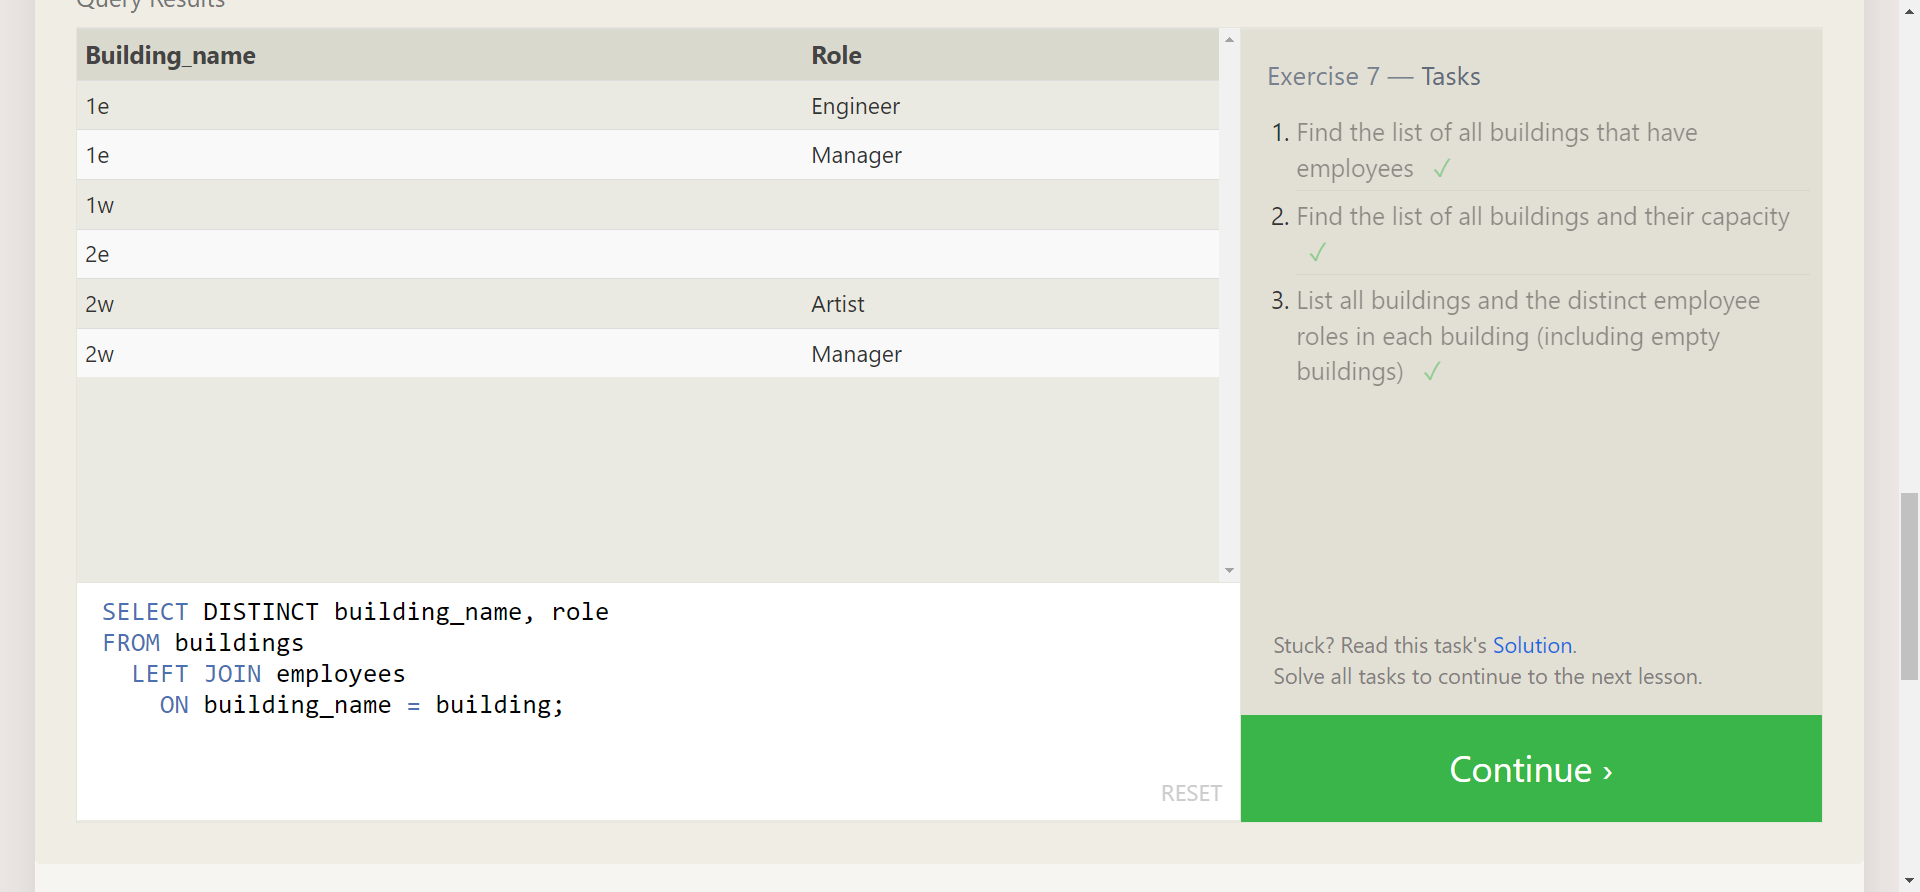 Query Results
Building_name Role
1e Engineer
1e Manager
1w
2e
2w Artist
2w Manager
SELECT DISTINCT building_name, role
FROM buildings
LEFT JOIN employees
ON building_name = building;
RESET
Exercise 7 — Tasks
1. Find the list of all buildings that have
employees ✓
2. Find the list of all buildings and their capacity
✓
3. List all buildings and the distinct employee
roles in each building (including empty
buildings) ✓
Stuck? Read this task's Solution.
Solve all tasks to continue to the next lesson.
Continue ›